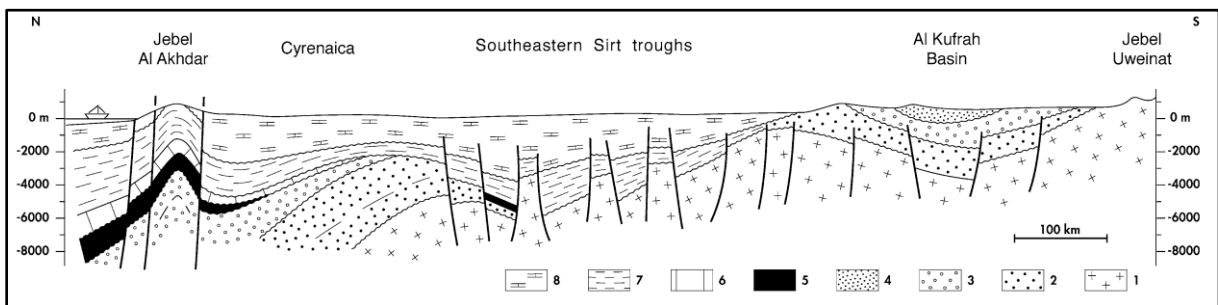 N
S
Jebel
Al Akhdar
Cyrenaica
Southeastern Sirt troughs
Al Kufrah
Basin
Jebel
Uweinat
0 m
-2000
-4000
-6000
-8000
0 m
-2000
-4000
-6000
-8000
100 km
8 7 6 5 4 3 2 1